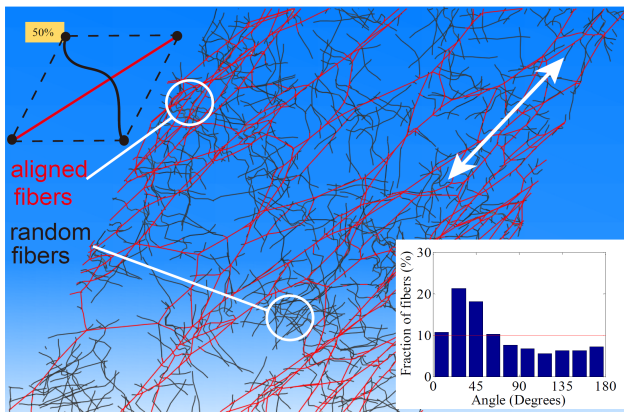 50%
aligned
fibers
random
fibers
Fraction of fibers (%)
30
20
10
0
0 45 90 135 180
Angle (Degrees)